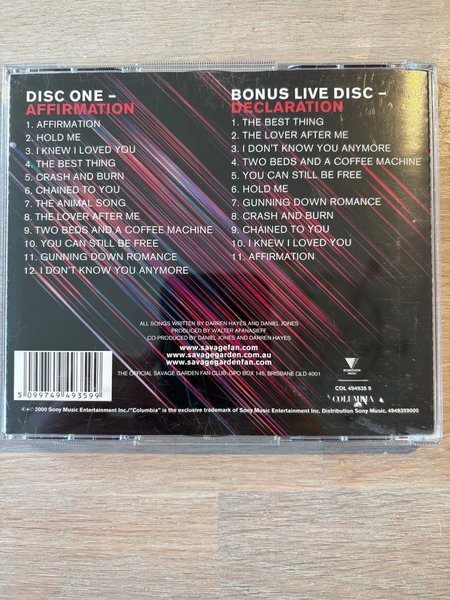 DISC ONE –
AFFIRMATION
1. AFFIRMATION
2. HOLD ME
3. I KNEW I LOVED YOU
4. THE BEST THING
5. CRASH AND BURN
6. CHAINED TO YOU
7. THE ANIMAL SONG
8. THE LOVER AFTER ME
9. TWO BEDS AND A COFFEE MACHINE
10. YOU CAN STILL BE FREE
11. GUNNING DOWN ROMANCE
12. I DON'T KNOW YOU ANYMORE
BONUS LIVE DISC –
DECLARATION
1. THE BEST THING
2. THE LOVER AFTER ME
3. I DON'T KNOW YOU ANYMORE
4. TWO BEDS AND A COFFEE MACHINE
5. YOU CAN STILL BE FREE
6. HOLD ME
7. GUNNING DOWN ROMANCE
8. CRASH AND BURN
9. CHAINED TO YOU
10. I KNEW I LOVED YOU
11. AFFIRMATION
ALL SONGS WRITTEN BY DARREN HAYES AND DANIEL JONES
PRODUCED BY WALTER AFANASIEFF
CO-PRODUCED BY DANIEL JONES AND DARREN HAYES
www.savagefan.com
www.savagegarden.com.au
www.savagegarden.com
THE OFFICIAL SAVAGE GARDEN FAN CLUB: GPO BOX 145, BRISBANE QLD 4001
5 099749 493599
ROADSHOW
MUSIC
COL 494935 9
COLUMBIA
2000 Sony Music Entertainment Inc./"Columbia" is the exclusive trademark of Sony Music Entertainment Inc. Distribution Sony Music. 4949359000